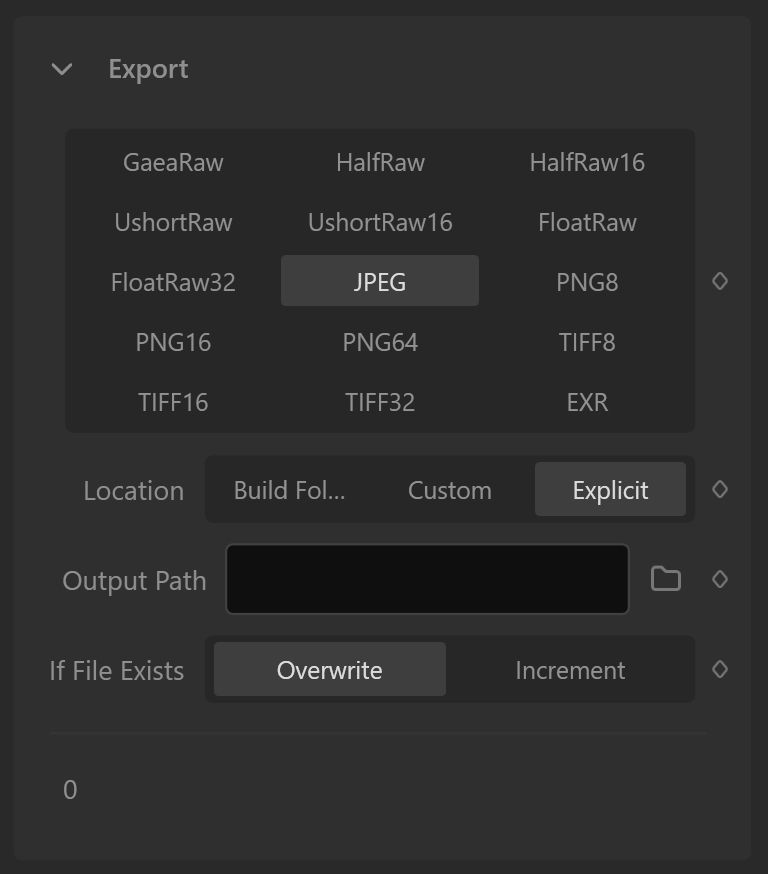 Export
GaeaRaw HalfRaw HalfRaw16
UshortRaw UshortRaw16 FloatRaw
FloatRaw32 JPEG PNG8
PNG16 PNG64 TIFF8
TIFF16 TIFF32 EXR
Location Build Fol... Custom Explicit
Output Path
If File Exists Overwrite Increment
0